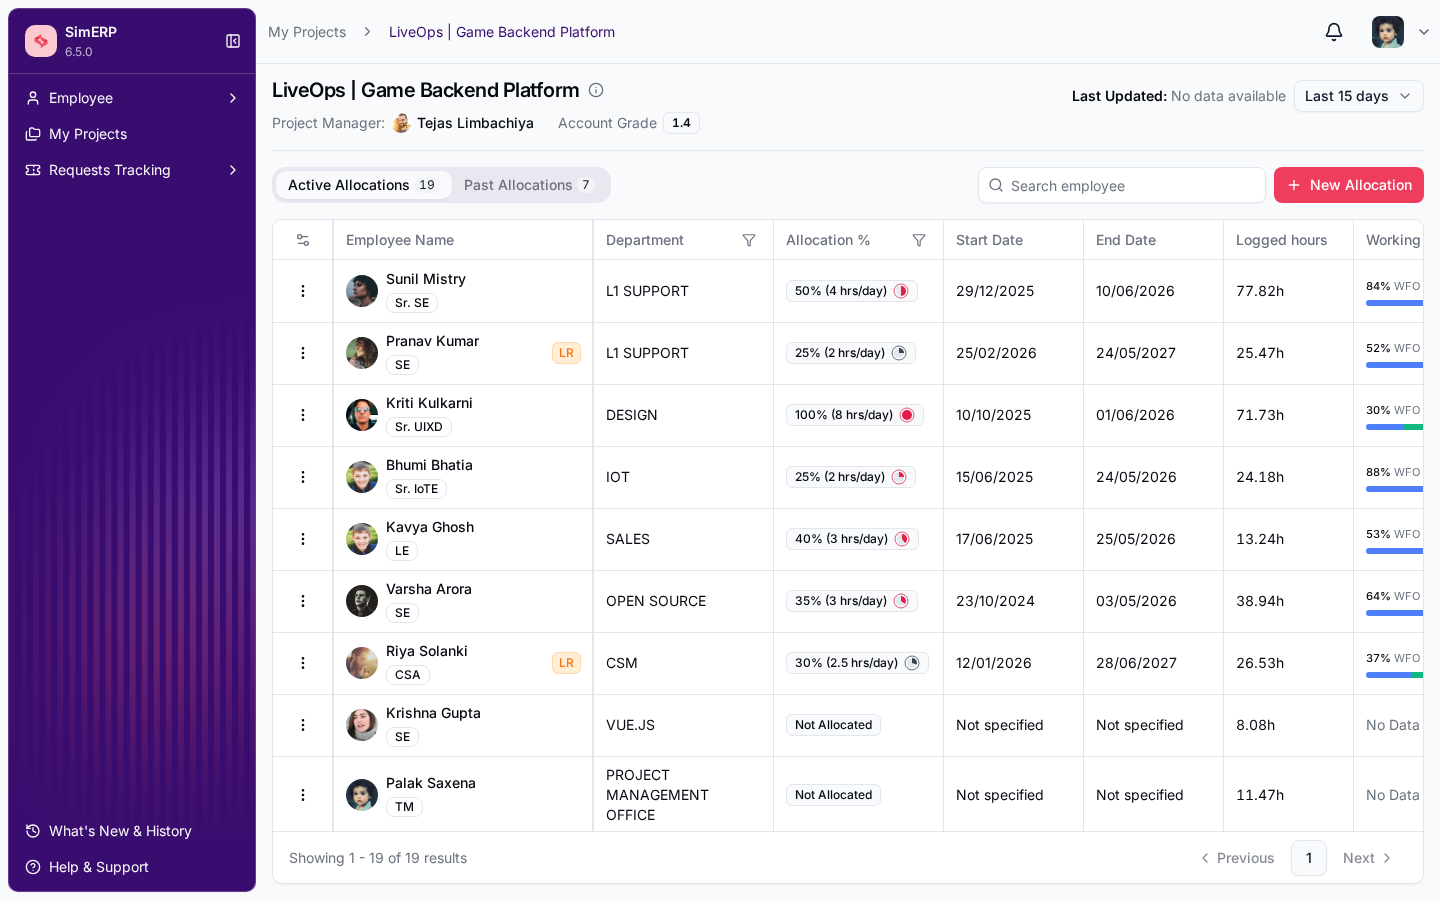 SimERP
6.5.0
Employee
My Projects
Requests Tracking
What's New & History
Help & Support
My Projects
LiveOps | Game Backend Platform
LiveOps | Game Backend Platform
Project Manager: Tejas Limbachiya Account Grade 1.4
Last Updated: No data available Last 15 days
Active Allocations 19 Past Allocations 7
Search employee
New Allocation
Employee Name Department Allocation % Start Date End Date Logged hours Working
Sunil Mistry
Sr. SE
L1 SUPPORT 50% (4 hrs/day) 29/12/2025 10/06/2026 77.82h 84% WFO
Pranav Kumar
SE
LR
L1 SUPPORT 25% (2 hrs/day) 25/02/2026 24/05/2027 25.47h 52% WFO
Kriti Kulkarni
Sr. UIXD
DESIGN 100% (8 hrs/day) 10/10/2025 01/06/2026 71.73h 30% WFO
Bhumi Bhatia
Sr. IoTE
IOT 25% (2 hrs/day) 15/06/2025 24/05/2026 24.18h 88% WFO
Kavya Ghosh
LE
SALES 40% (3 hrs/day) 17/06/2025 25/05/2026 13.24h 53% WFO
Varsha Arora
SE
OPEN SOURCE 35% (3 hrs/day) 23/10/2024 03/05/2026 38.94h 64% WFO
Riya Solanki
CSA
LR
CSM 30% (2.5 hrs/day) 12/01/2026 28/06/2027 26.53h 37% WFO
Krishna Gupta
SE
VUE.JS Not Allocated Not specified Not specified 8.08h No Data
Palak Saxena
TM
PROJECT
MANAGEMENT
OFFICE
Not Allocated Not specified Not specified 11.47h No Data
Showing 1 - 19 of 19 results
Previous 1 Next